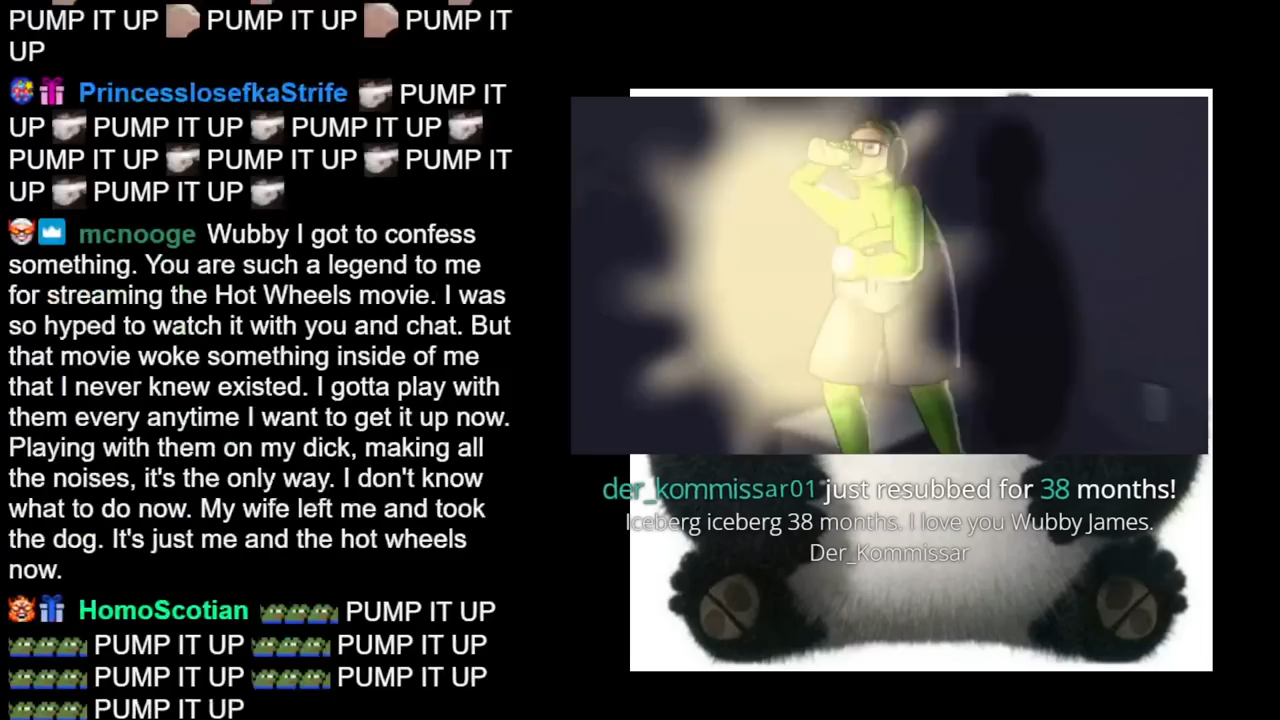 PUMP IT UP PUMP IT UP PUMP IT
UP
PrincessIosefkaStrife PUMP IT
UP PUMP IT UP PUMP IT UP
PUMP IT UP PUMP IT UP PUMP IT
UP PUMP IT UP
mcnooge Wubby I got to confess
something. You are such a legend to me
for streaming the Hot Wheels movie. I was
so hyped to watch it with you and chat. But
that movie woke something inside of me
that I never knew existed. I gotta play with
them every anytime I want to get it up now.
Playing with them on my dick, making all
the noises, it's the only way. I don't know
what to do now. My wife left me and took
the dog. It's just me and the hot wheels
now.
HomoScotian PUMP IT UP
PUMP IT UP PUMP IT UP
PUMP IT UP PUMP IT UP
PUMP IT UP
der_kommissar01 just resubbed for 38 months!
Iceberg iceberg 38 months. I love you Wubby James.
Der_Kommissar